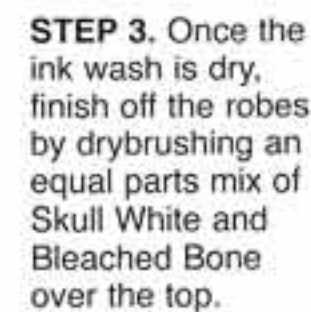 STEP 3. Once the
ink wash is dry,
finish off the robes
by drybrushing an
equal parts mix of
Skull White and
Bleached Bone
over the top.